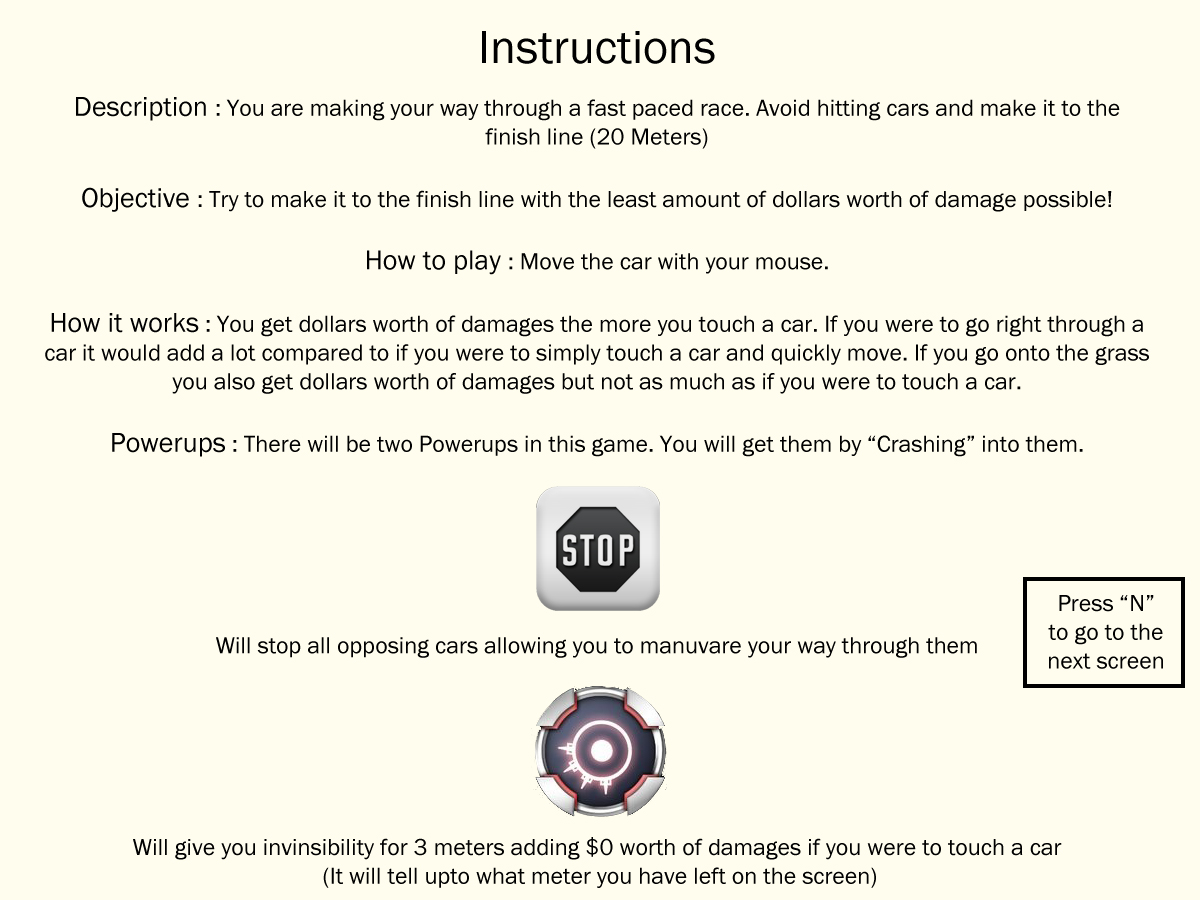 Instructions
Description : You are making your way through a fast paced race. Avoid hitting cars and make it to the
finish line (20 Meters)
Objective : Try to make it to the finish line with the least amount of dollars worth of damage possible!
How to play : Move the car with your mouse.
How it works : You get dollars worth of damages the more you touch a car. If you were to go right through a
car it would add a lot compared to if you were to simply touch a car and quickly move. If you go onto the grass
you also get dollars worth of damages but not as much as if you were to touch a car.
Powerups : There will be two Powerups in this game. You will get them by “Crashing” into them.
STOP
Will stop all opposing cars allowing you to manuvare your way through them
Press “N”
to go to the
next screen
Will give you invinsibility for 3 meters adding $0 worth of damages if you were to touch a car
(It will tell upto what meter you have left on the screen)